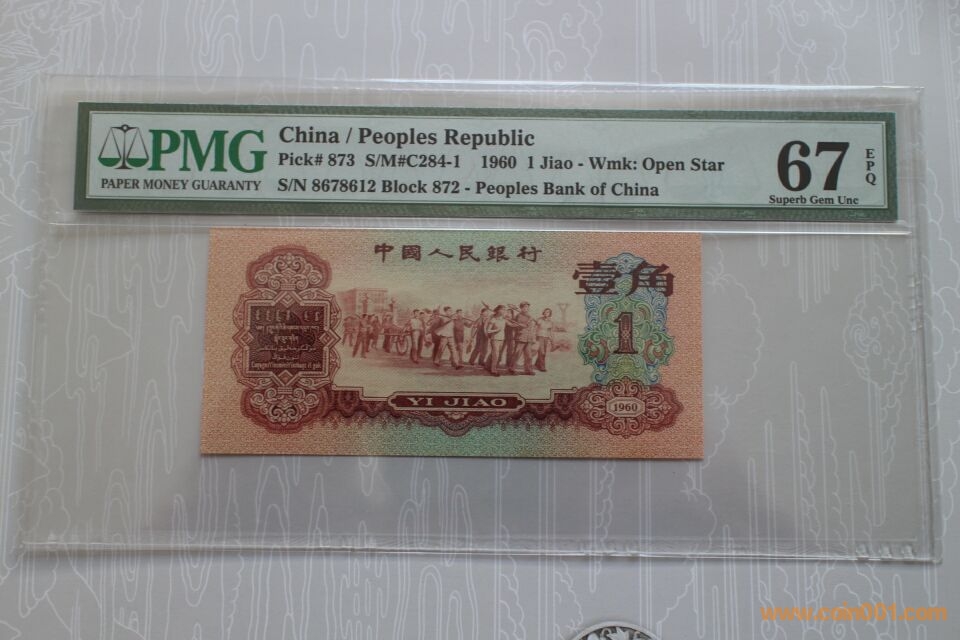 PMG
PAPER MONEY GUARANTY
China / Peoples Republic
Pick# 873 S/M#C284-1 1960 1 Jiao - Wmk: Open Star
S/N 8678612 Block 872 - Peoples Bank of China
67
EPQ
Superb Gem Unc
中國人民銀行
壹角
1
YI JIAO
1960
www.coin001.com